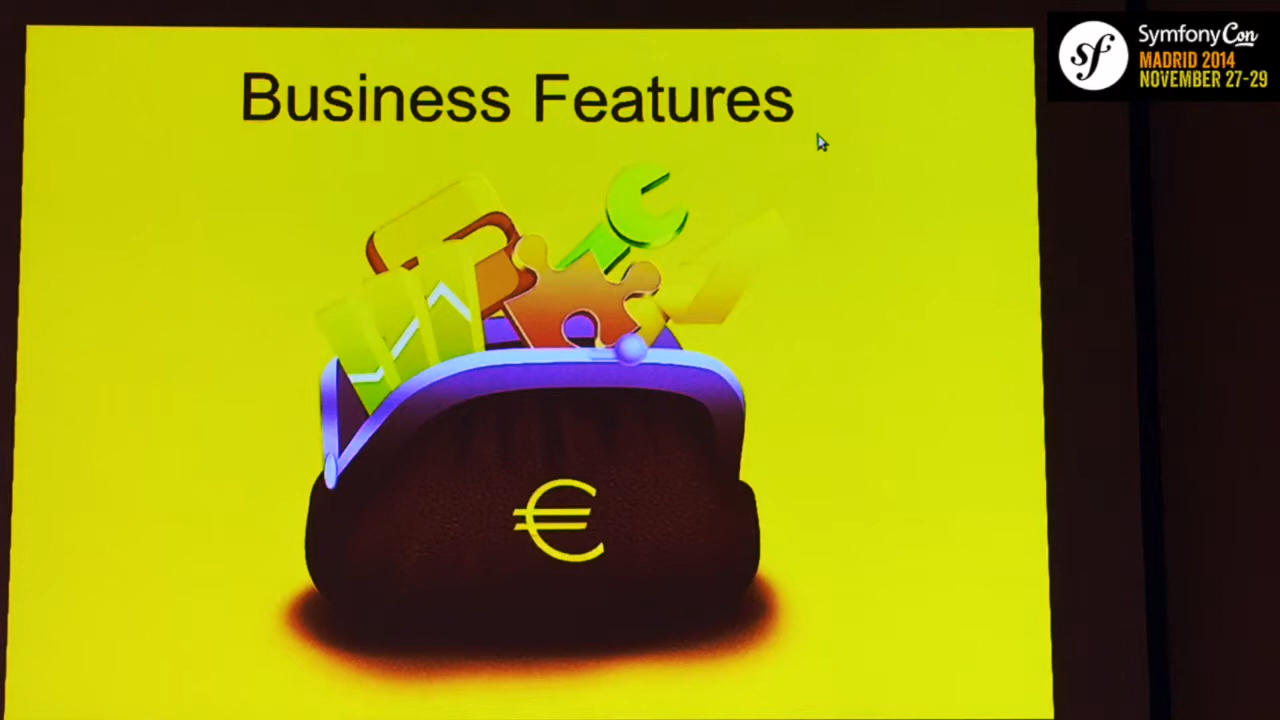 Business Features
€
sf
SymfonyCon
MADRID 2014
NOVEMBER 27-29